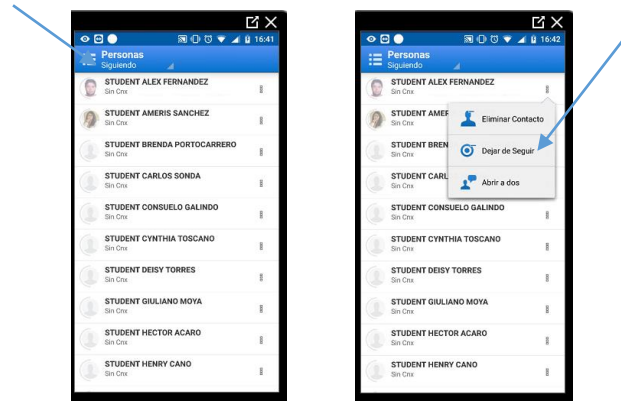 16:41
Personas
Siguiendo
STUDENT ALEX FERNANDEZ
Sin Cnx
STUDENT AMERIS SANCHEZ
Sin Cnx
STUDENT BRENDA PORTOCARRERO
Sin Cnx
STUDENT CARLOS SONDA
Sin Cnx
STUDENT CONSUELO GALINDO
Sin Cnx
STUDENT CYNTHIA TOSCANO
Sin Cnx
STUDENT DEISY TORRES
Sin Cnx
STUDENT GIULIANO MOYA
Sin Cnx
STUDENT HECTOR ACARO
Sin Cnx
STUDENT HENRY CANO
Sin Cnx
16:42
Personas
Siguiendo
STUDENT ALEX FERNANDEZ
Sin Cnx
STUDENT AMER
Sin Cnx
STUDENT BREN
Sin Cnx
STUDENT CARL
Sin Cnx
Eliminar Contacto
Dejar de Seguir
Abrir a dos
STUDENT CONSUELO GALINDO
Sin Cnx
STUDENT CYNTHIA TOSCANO
Sin Cnx
STUDENT DEISY TORRES
Sin Cnx
STUDENT GIULIANO MOYA
Sin Cnx
STUDENT HECTOR ACARO
Sin Cnx
STUDENT HENRY CANO
Sin Cnx